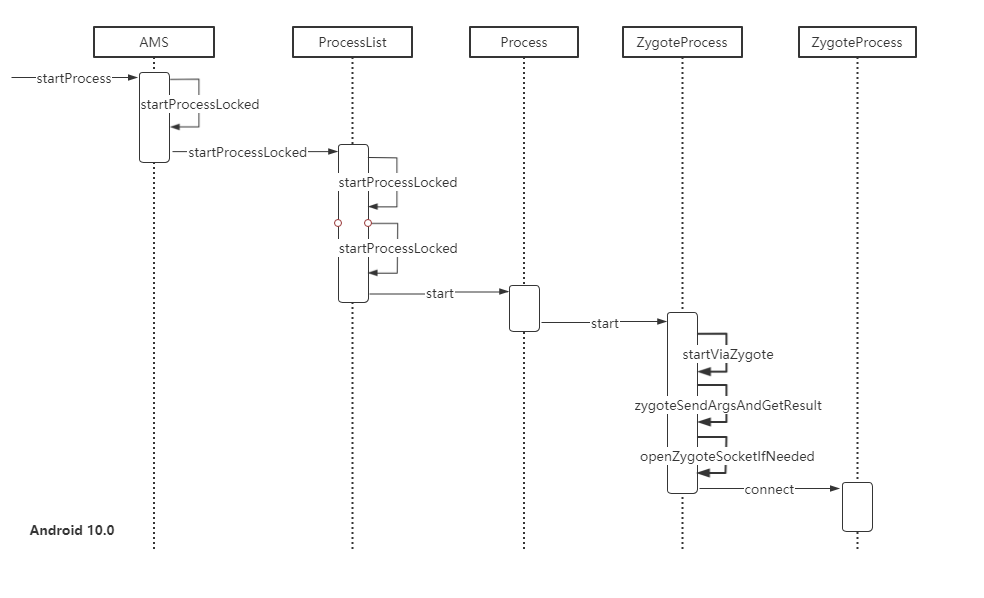 AMS
ProcessList
Process
ZygoteProcess
ZygoteProcess
startProcess
startProcessLocked
startProcessLocked
startProcessLocked
startProcessLocked
start
start
startViaZygote
zygoteSendArgsAndGetResult
openZygoteSocketIfNeeded
connect
Android 10.0